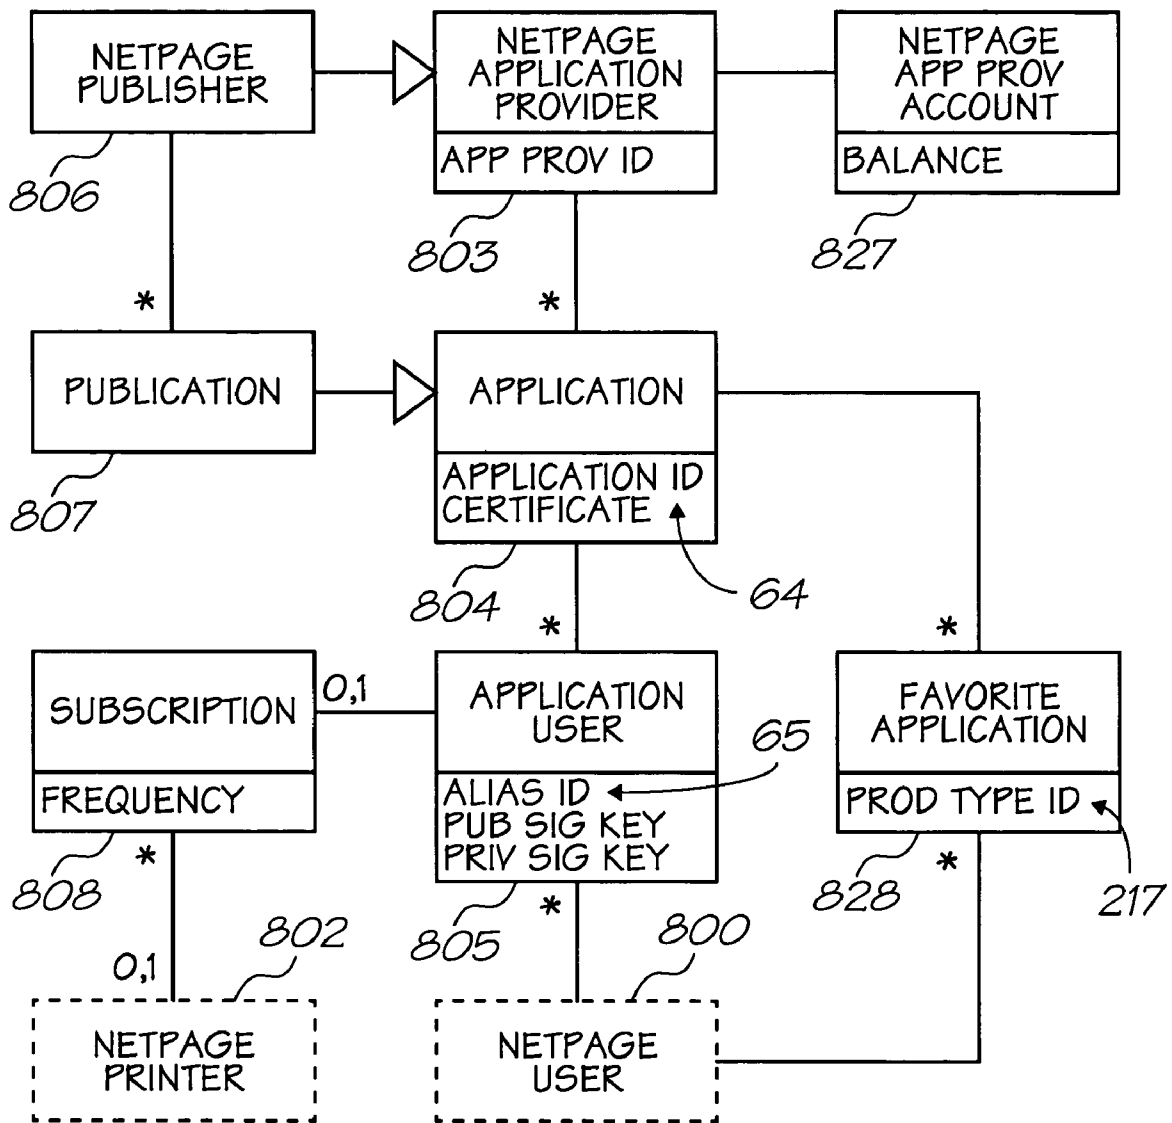 NETPAGE
PUBLISHER
NETPAGE
APPLICATION
PROVIDER
APP PROV ID
NETPAGE
APP PROV
ACCOUNT
BALANCE
806
803
827
*
*
PUBLICATION
APPLICATION
APPLICATION ID
CERTIFICATE
807
804
64
*
*
SUBSCRIPTION
FREQUENCY
0,1
APPLICATION
USER
65
ALIAS ID
PUB SIG KEY
PRIV SIG KEY
FAVORITE
APPLICATION
PROD TYPE ID
808
*
805
*
828
*
217
802
800
0,1
NETPAGE
PRINTER
NETPAGE
USER